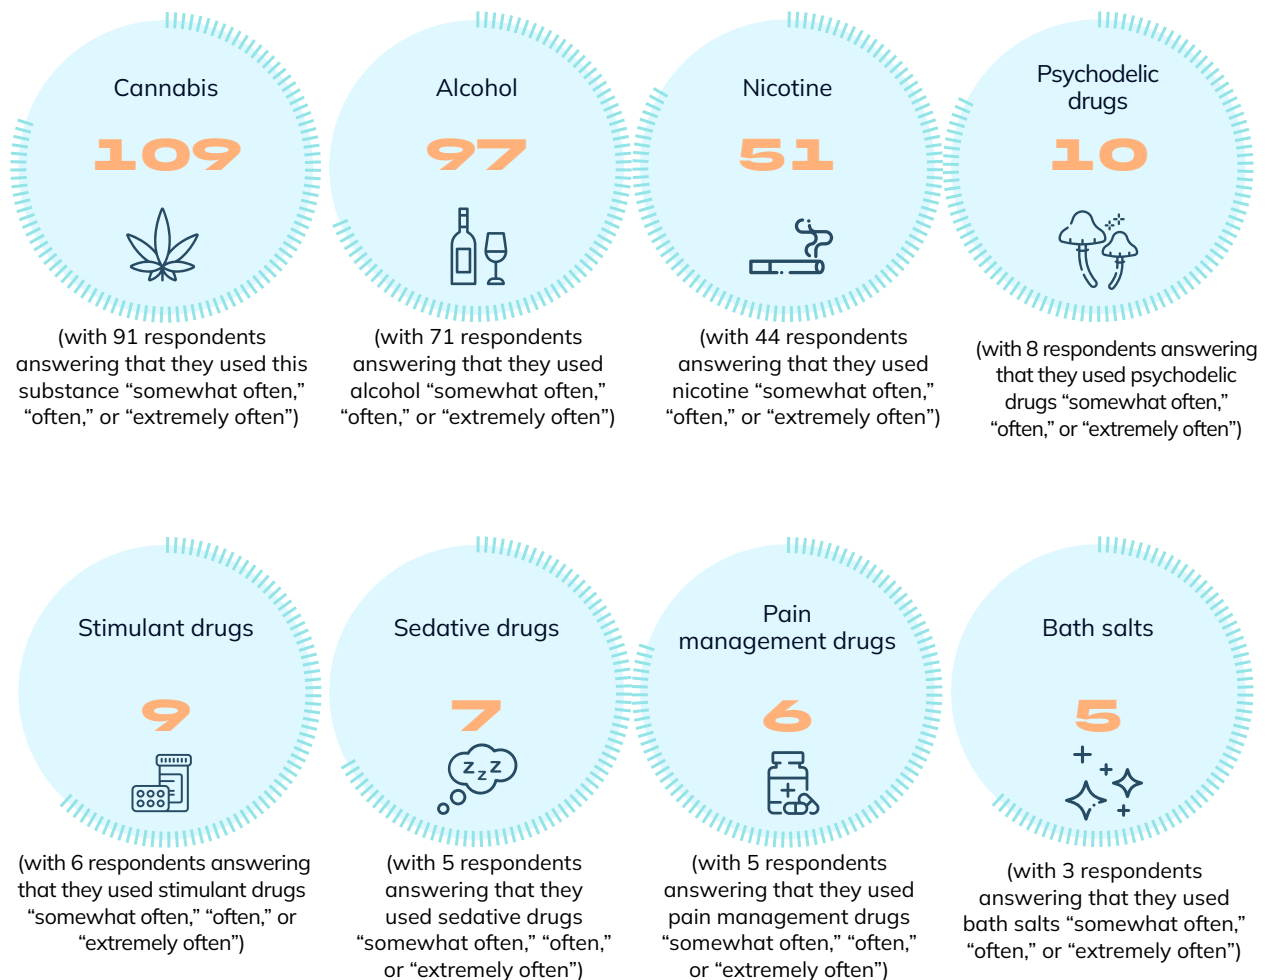 Cannabis
109
(with 91 respondents
answering that they used this
substance “somewhat often,”
“often,” or “extremely often”)
Alcohol
97
(with 71 respondents
answering that they used
alcohol “somewhat often,”
“often,” or “extremely often”)
Nicotine
51
(with 44 respondents
answering that they used
nicotine “somewhat often,”
“often,” or “extremely often”)
Psychodelic
drugs
10
(with 8 respondents answering
that they used psychodelic
drugs “somewhat often,”
“often,” or “extremely often”)
Stimulant drugs
9
(with 6 respondents answering
that they used stimulant drugs
“somewhat often,” “often,” or
“extremely often”)
Sedative drugs
7
z z z
(with 5 respondents
answering that they
used sedative drugs
“somewhat often,” “often,”
or “extremely often”)
Pain
management drugs
6
(with 5 respondents
answering that they used
pain management drugs
“somewhat often,” “often,”
or “extremely often”)
Bath salts
5
(with 3 respondents
answering that they used
bath salts “somewhat often,”
“often,” or “extremely often”)